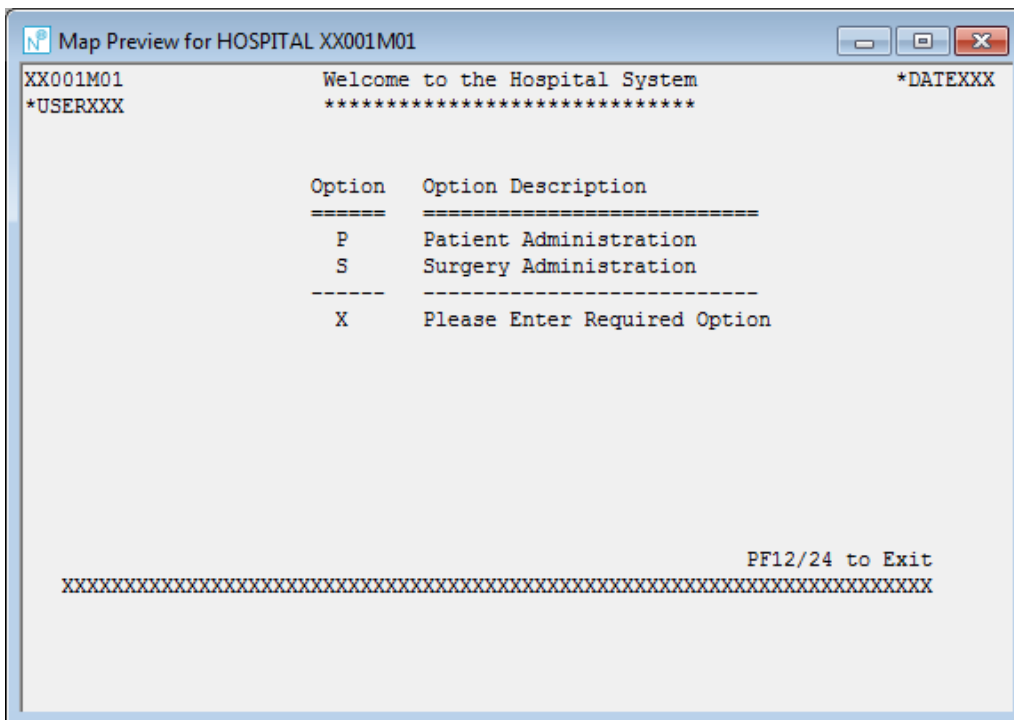 Map Preview for HOSPITAL XX001M01
XX001M01 Welcome to the Hospital System *DATEXXX
*USERXXX ******************************
Option Option Description
====== ===========================
P Patient Administration
S Surgery Administration
------ ---------------------------
X Please Enter Required Option
PF12/24 to Exit
XXXXXXXXXXXXXXXXXXXXXXXXXXXXXXXXXXXXXXXXXXXXXXXXXXXXXXXXXXXXXXXXXXXXXX